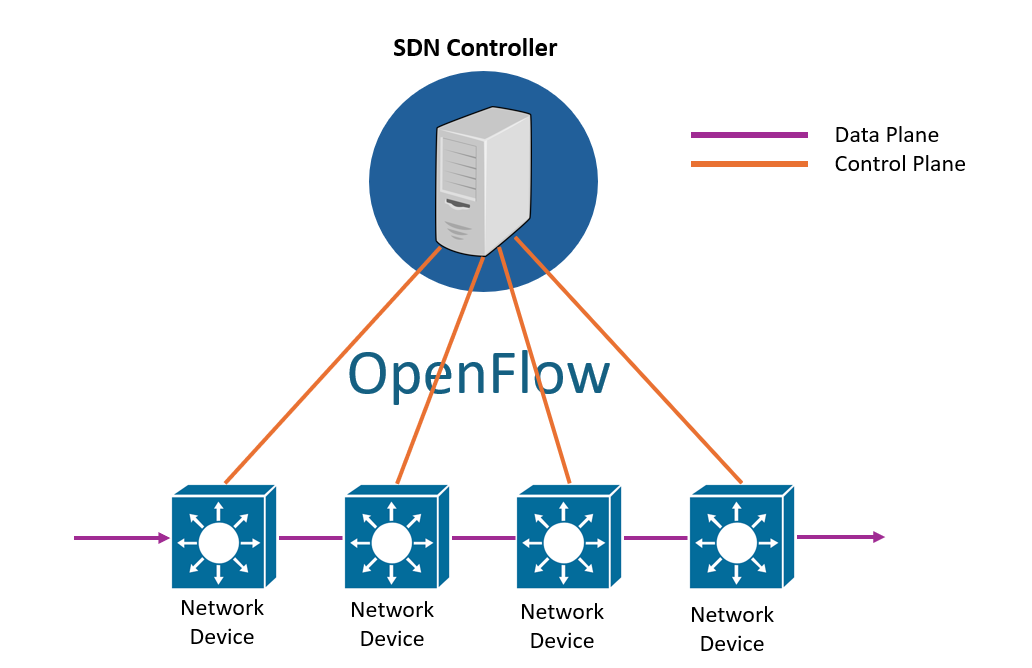 SDN Controller
Data Plane
Control Plane
OpenFlow
Network
Device
Network
Device
Network
Device
Network
Device